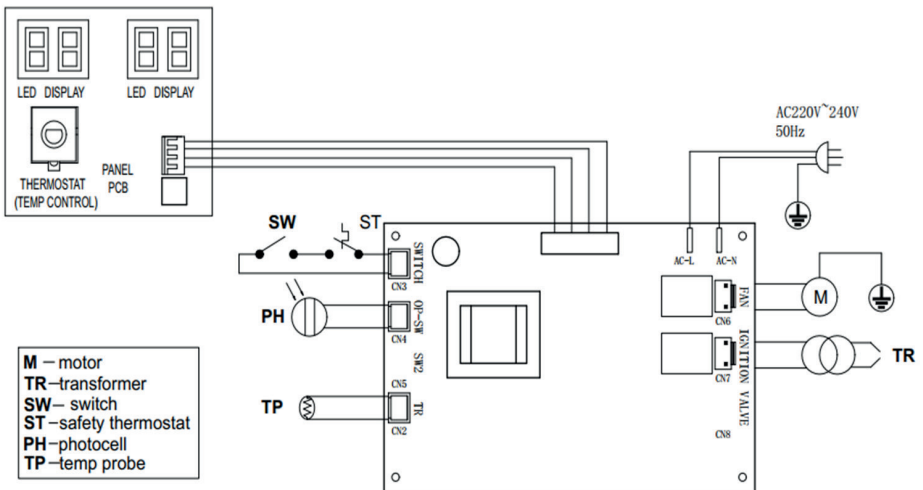 LED DISPLAY
LED DISPLAY
THERMOSTAT
(TEMP CONTROL)
PANEL
PCB
AC220V~240V
50Hz
SW
ST
SWITCH
CN3
PH
OP-SW
CN4
SW2
CN5
TP
TR
CN2
AC-L
AC-N
FAN
CN6
M
IGNITION
CN7
TR
VALVE
CN8
M – motor
TR–transformer
SW– switch
ST–safety thermostat
PH–photocell
TP–temp probe